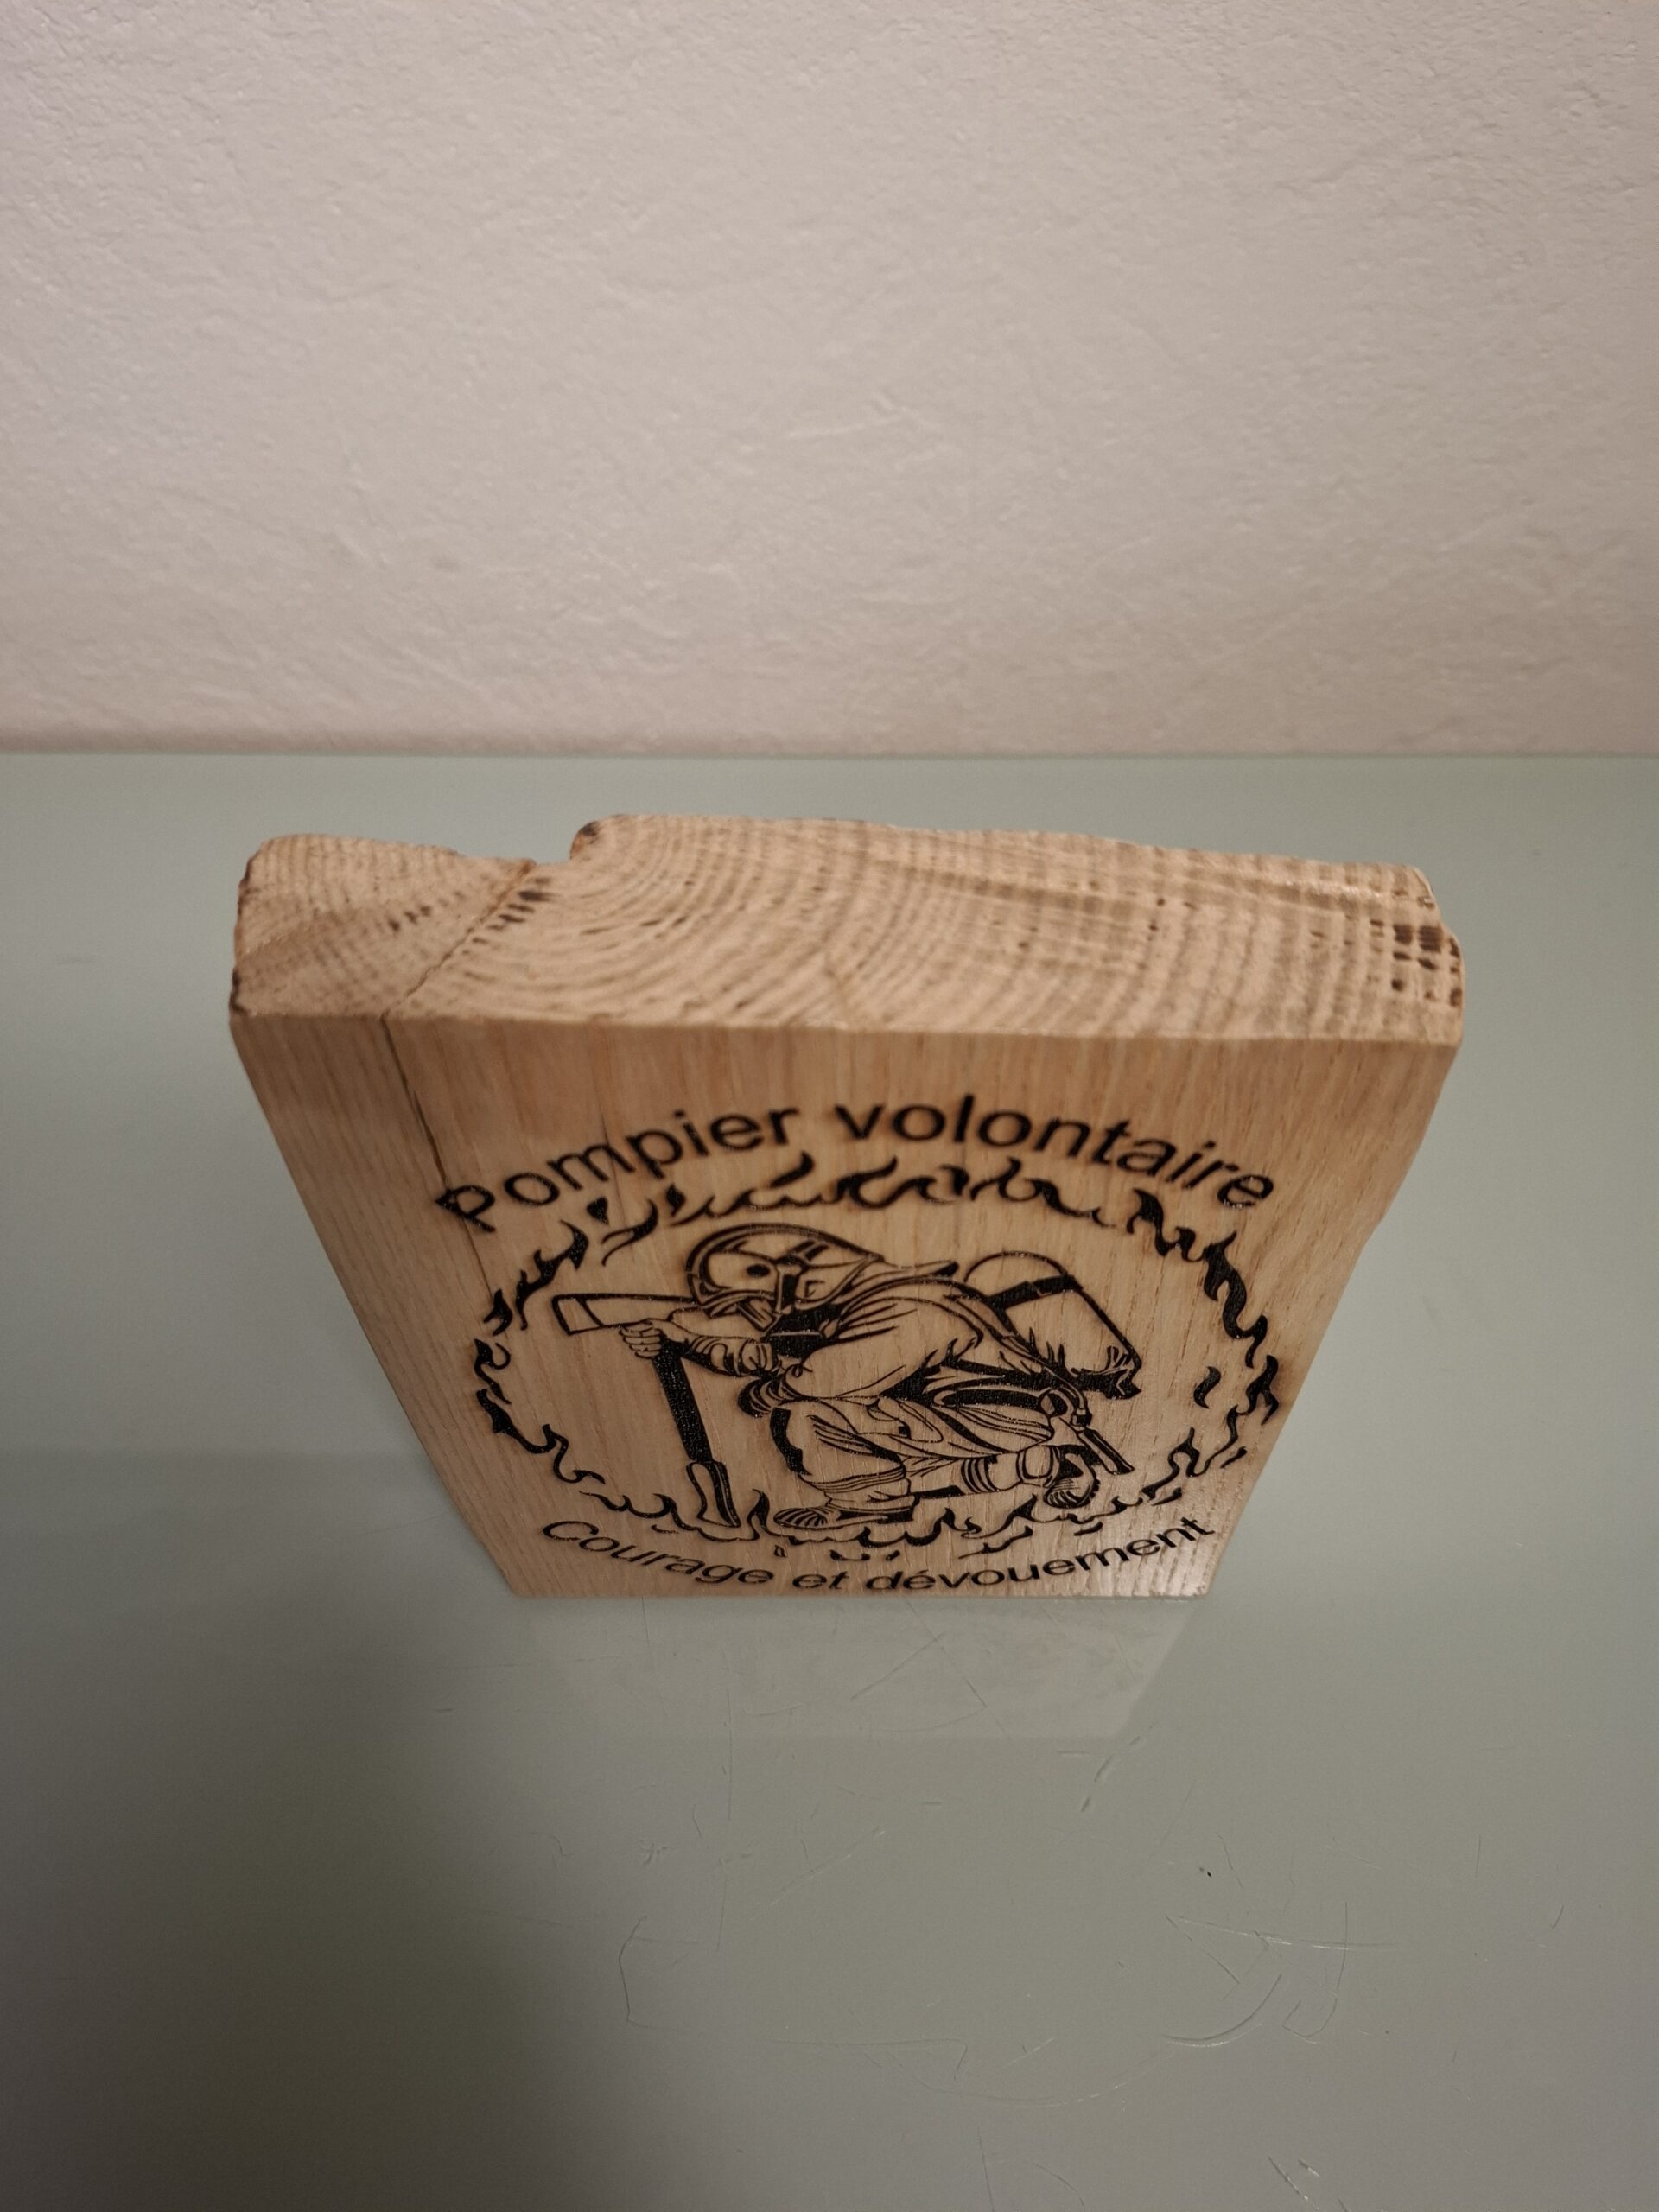 Pompier volontaire
Courage et dévouement